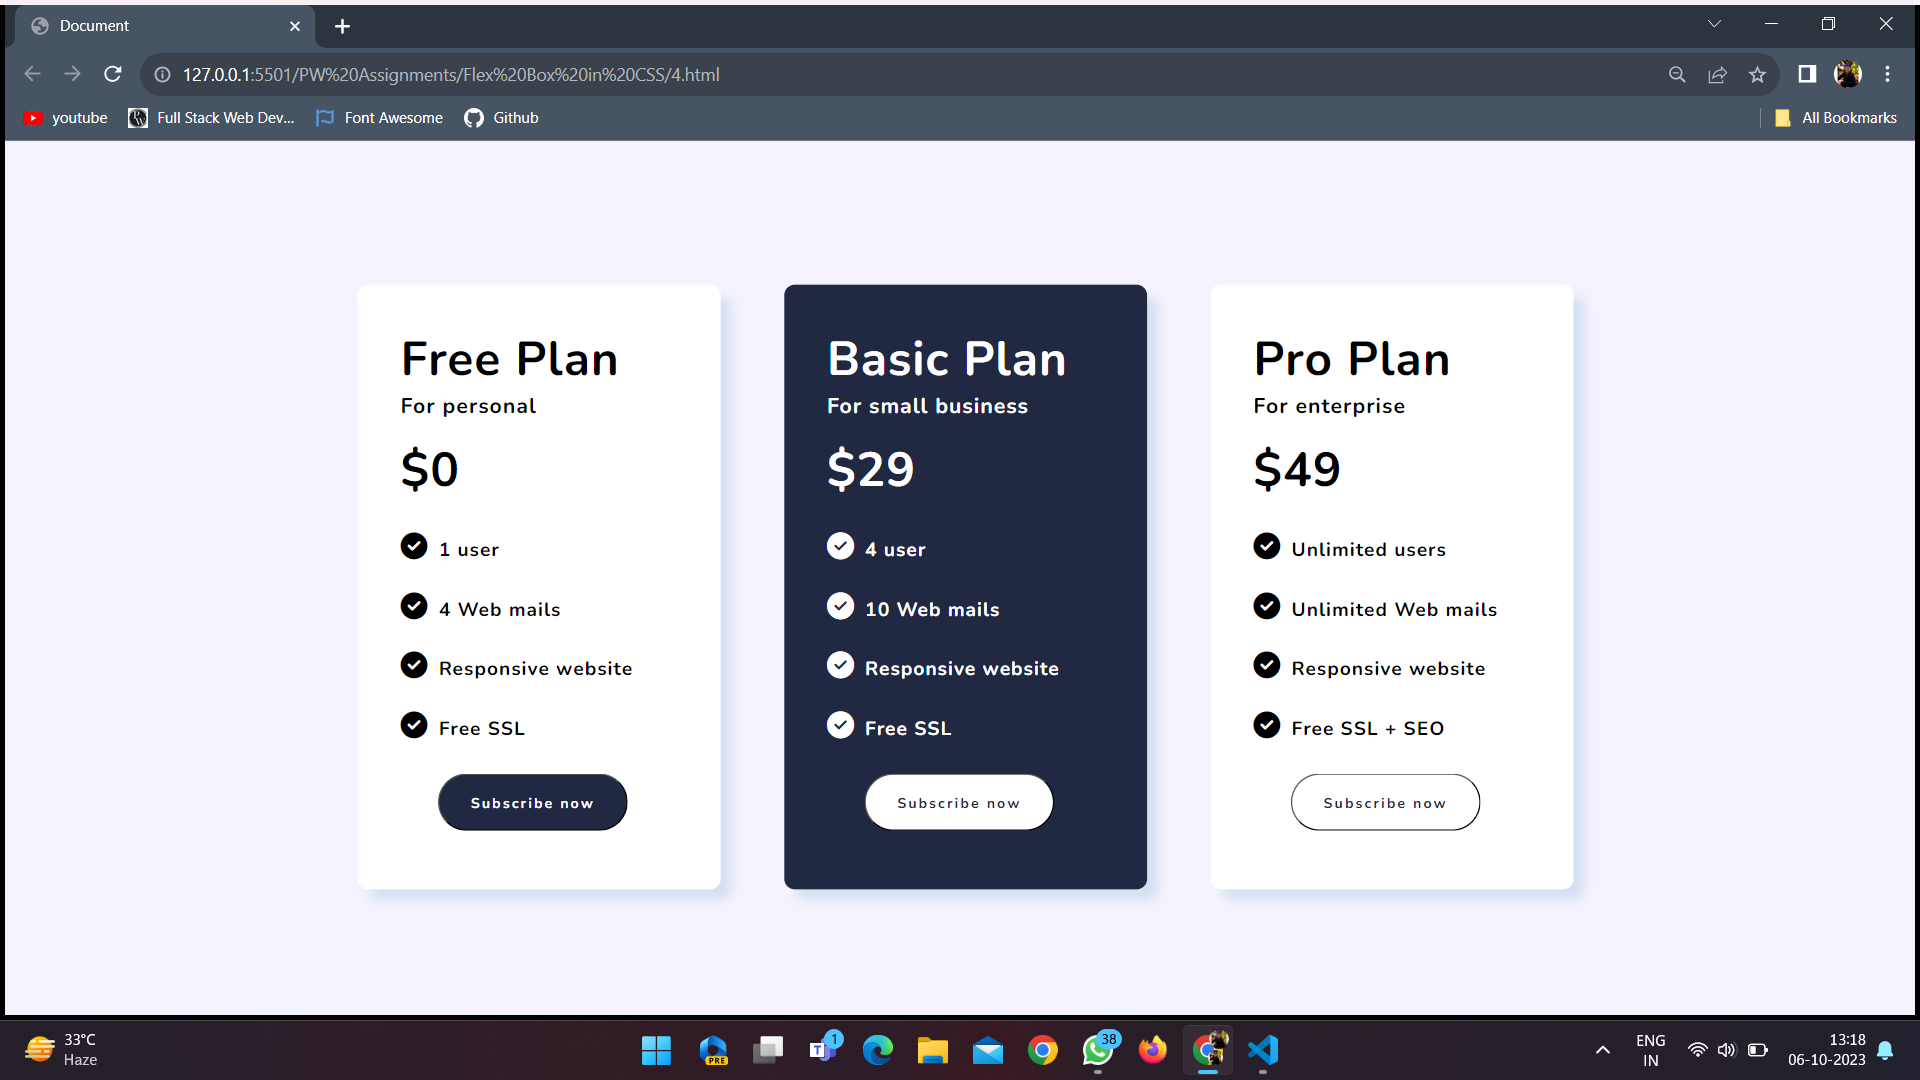 Document
127.0.0.1:5501/PW%20Assignments/Flex%20Box%20in%20CSS/4.html
youtube
Full Stack Web Dev...
Font Awesome
Github
All Bookmarks
Free Plan
For personal
$0
1 user
4 Web mails
Responsive website
Free SSL
Subscribe now
Basic Plan
For small business
$29
4 user
10 Web mails
Responsive website
Free SSL
Subscribe now
Pro Plan
For enterprise
$49
Unlimited users
Unlimited Web mails
Responsive website
Free SSL + SEO
Subscribe now
33°C
Haze
PRE
T
1
38
ENG
IN
13:18
06-10-2023